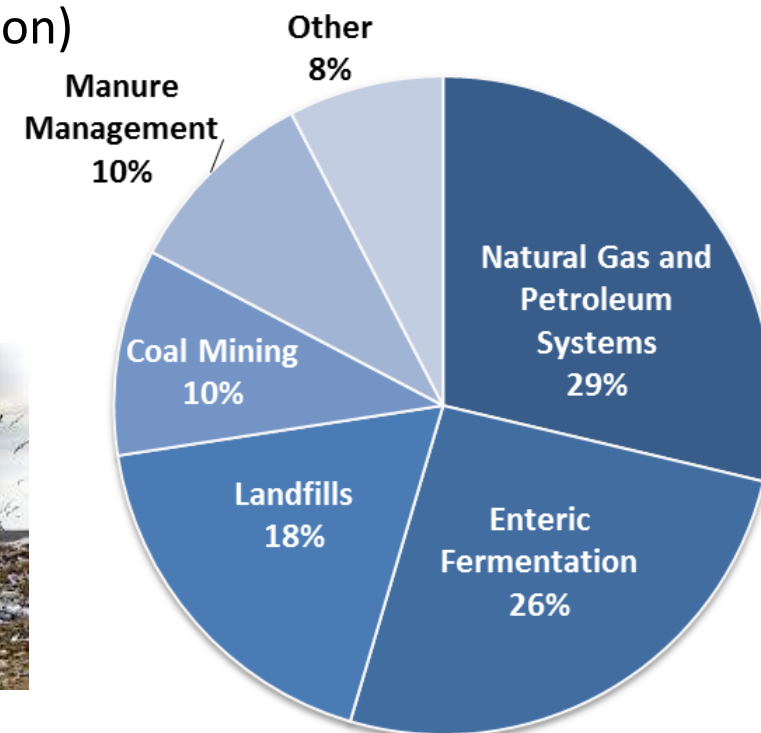 on)
Other
8%
Manure
Management
10%
Natural Gas and
Petroleum
Systems
29%
Coal Mining
10%
Landfills
18%
Enteric
Fermentation
26%